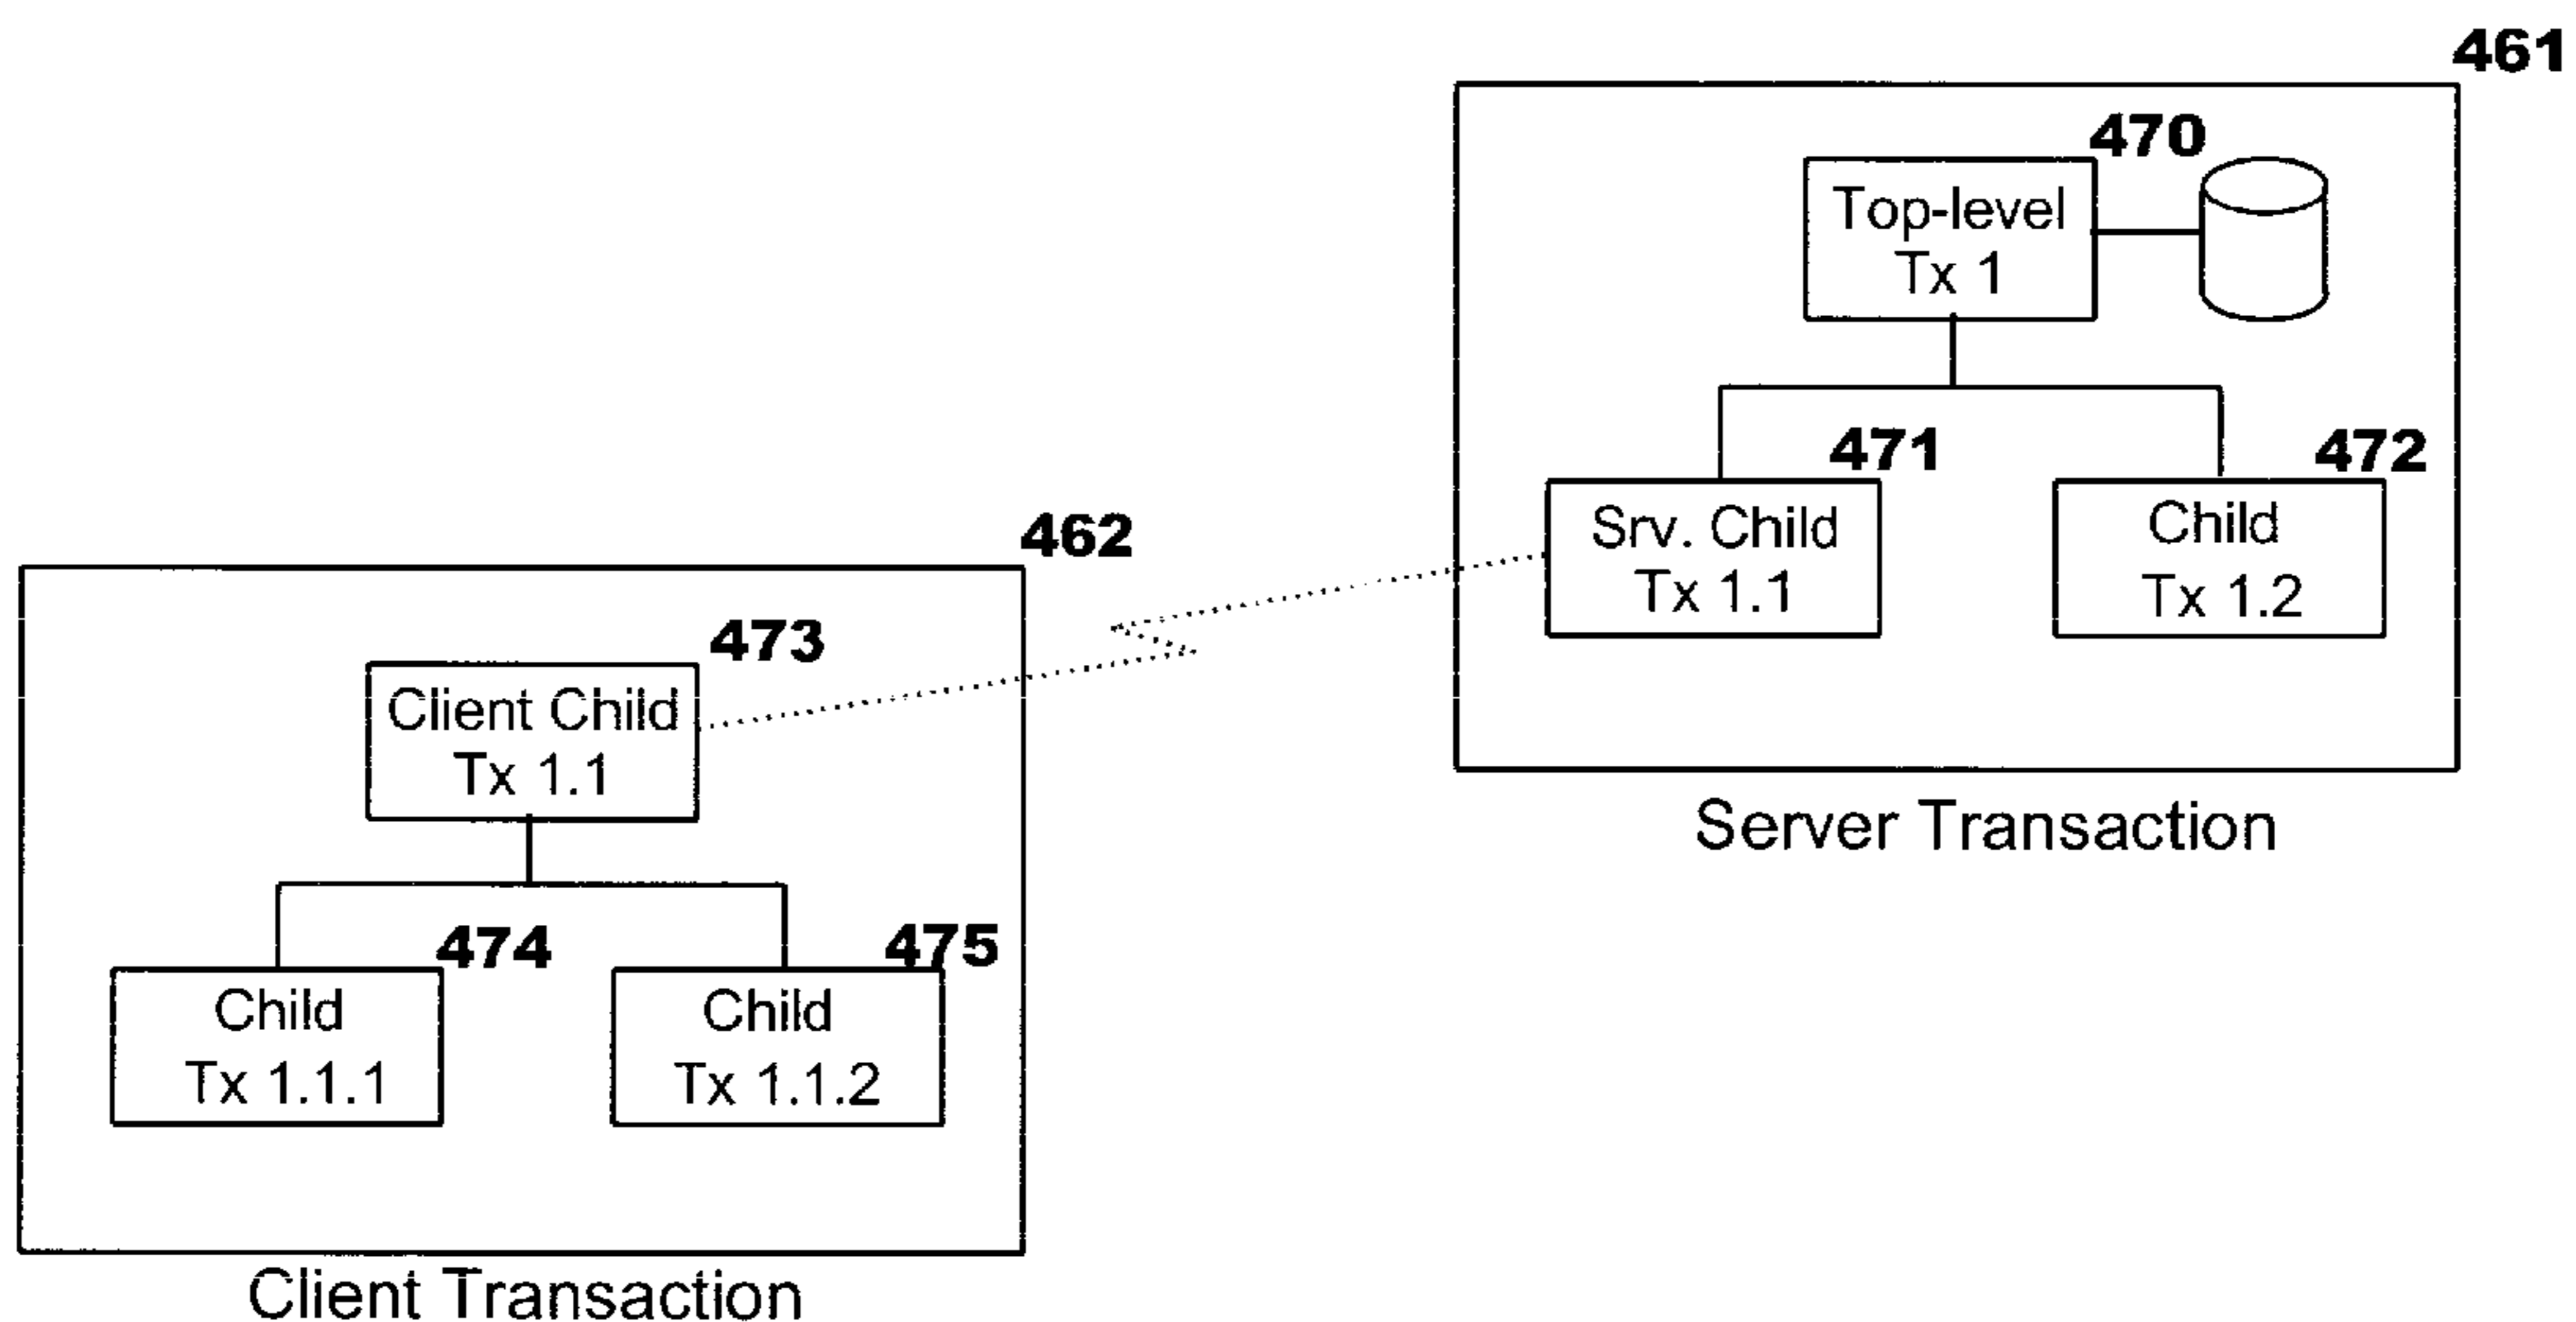 461
470
Top-level
Tx 1
471
472
Srv. Child
Tx 1.1
Child
Tx 1.2
Server Transaction
462
473
Client Child
Tx 1.1
474
475
Child
Tx 1.1.1
Child
Tx 1.1.2
Client Transaction